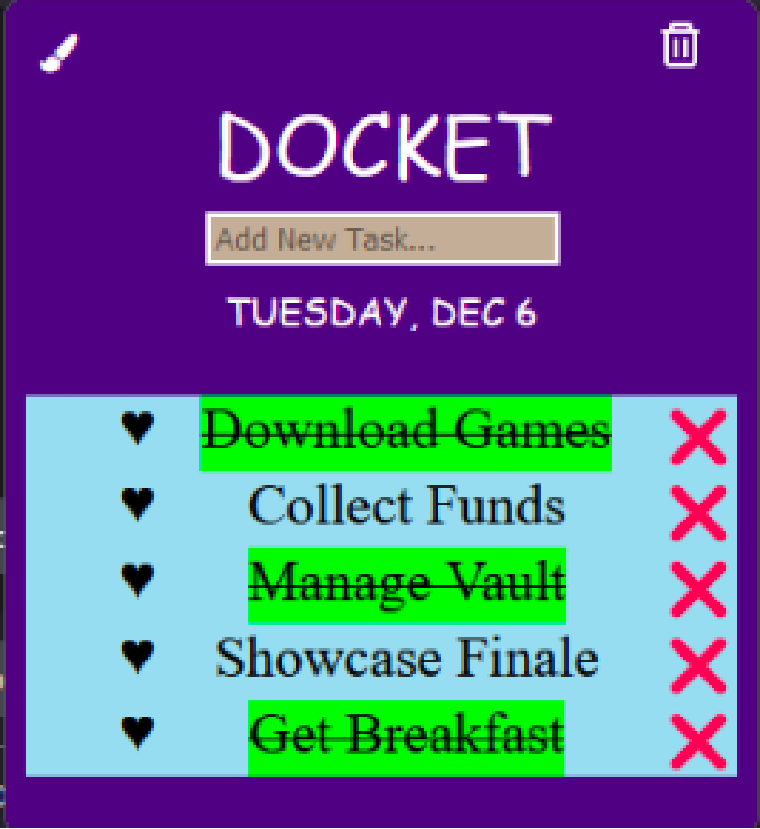 DOCKET
Add New Task...
TUESDAY, DEC 6
Download Games
Collect Funds
Manage Vault
Showcase Finale
Get Breakfast